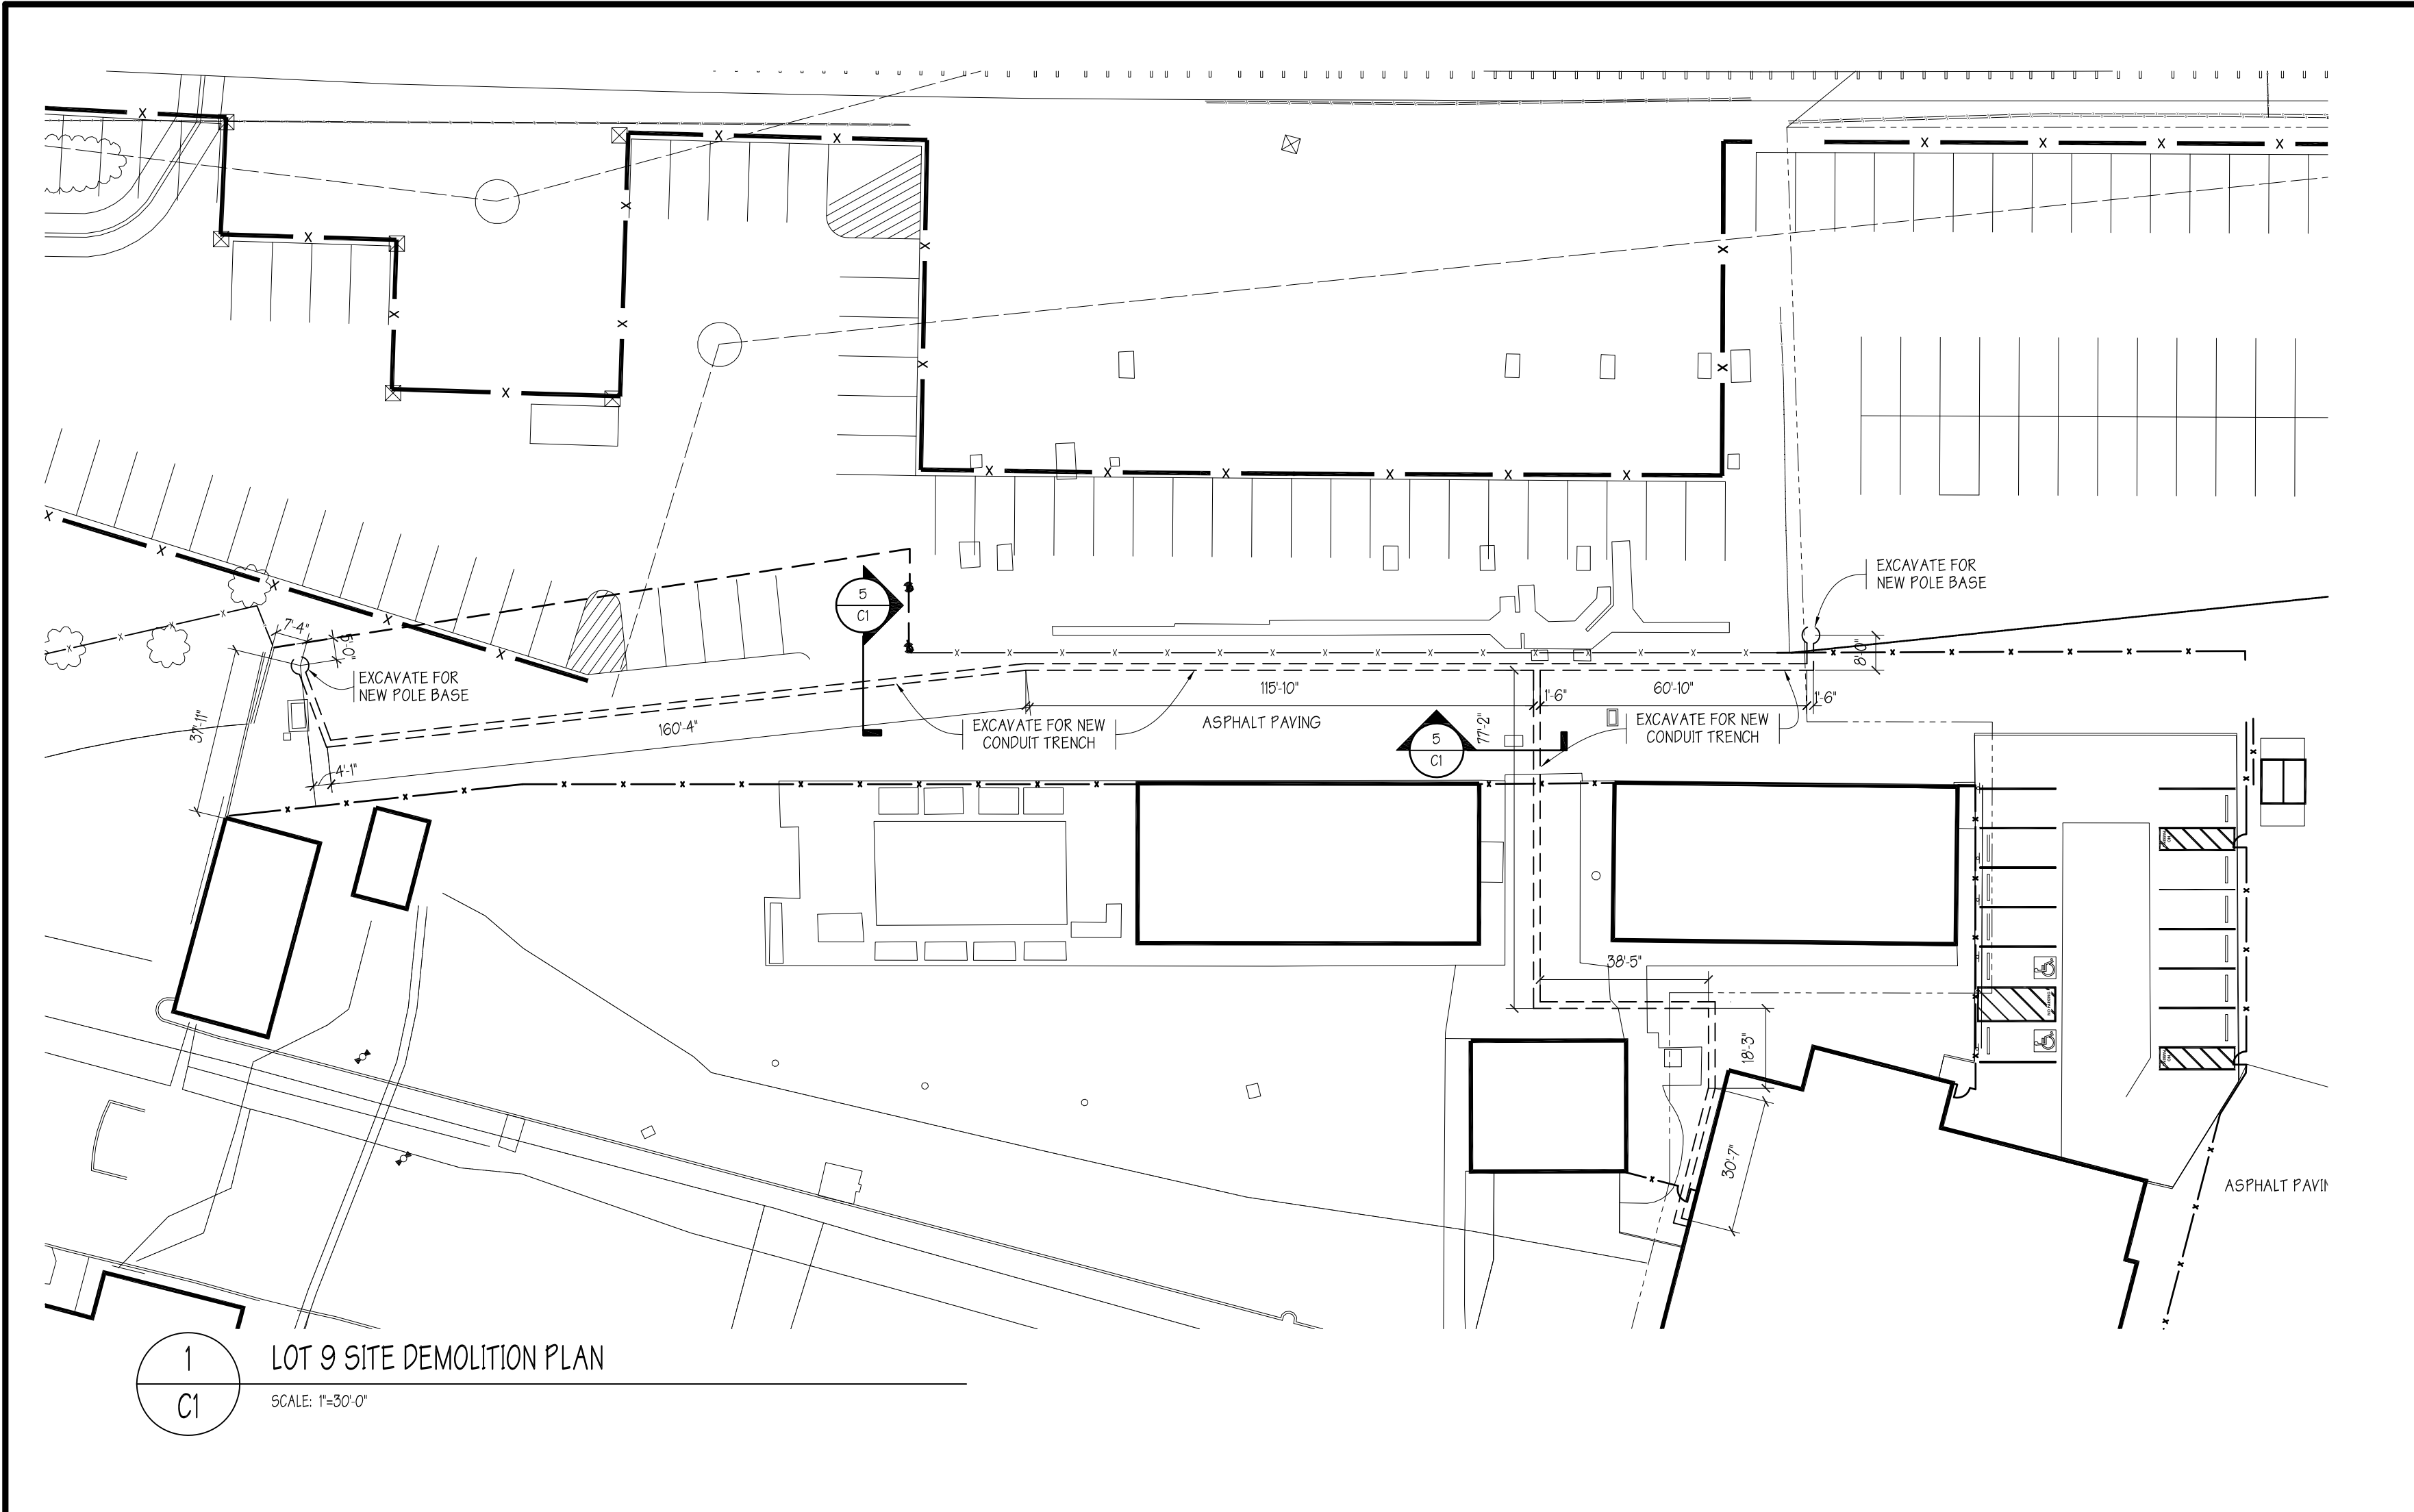 EXCAVATE FOR
NEW POLE BASE
5
C1
7'-4"
5'-0"
EXCAVATE FOR
NEW POLE BASE
8'-0"
37'-11"
160'-4"
4'-1"
115'-10"
1'-6"
60'-10"
1'-6"
EXCAVATE FOR NEW
CONDUIT TRENCH
ASPHALT PAVING
5
C1
77'-2"
EXCAVATE FOR NEW
CONDUIT TRENCH
38'-5"
18'-3"
30'-7"
ASPHALT PAVIN
1
C1
LOT 9 SITE DEMOLITION PLAN
SCALE: 1"=30'-0"